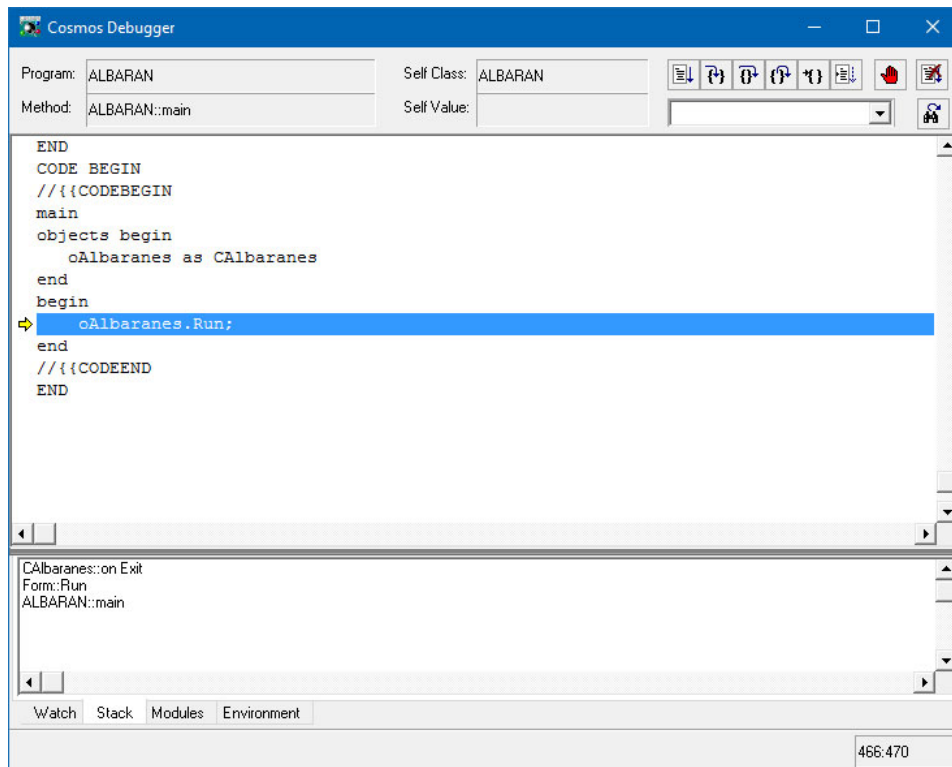 Cosmos Debugger
Program: ALBARAN Self Class: ALBARAN
Method: ALBARAN::main Self Value:
END
CODE BEGIN
//{{CODEBEGIN
main
objects begin
oAlbaranes as CAlbaranes
end
begin
oAlbaranes.Run;
end
//{{CODEEND
END
CAlbaranes::on Exit
Form::Run
ALBARAN::main
Watch Stack Modules Environment
466:470